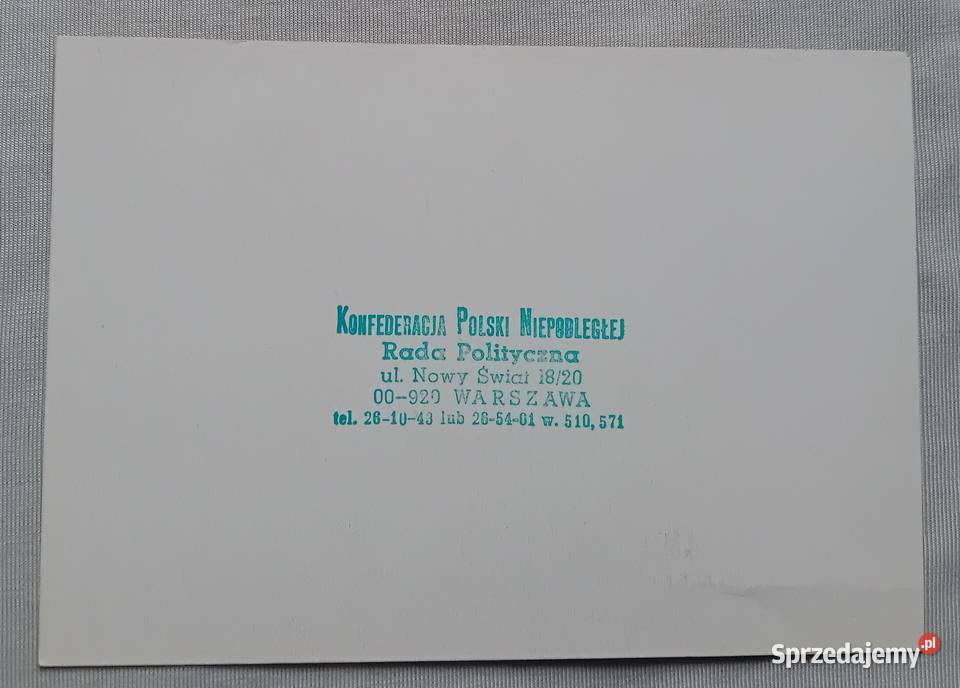 KONFEDERACJA POLSKI NIEPODLEGŁEJ
Rada Polityczna
ul. Nowy Świat 18/20
00-920 WARSZAWA
tel. 26-10-43 lub 26-54-01 w. 510, 571
Sprzedajemy.pl